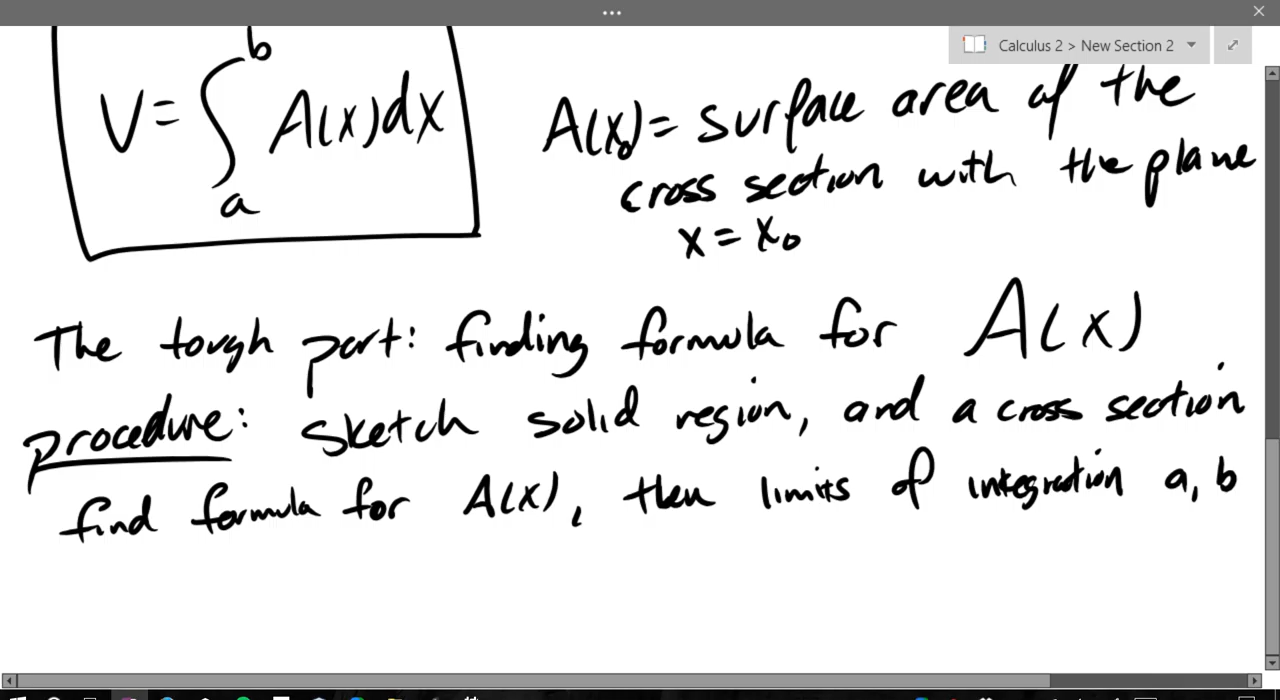 Calculus 2 > New Section 2
V = ∫_a^b A(x)dx
A(x₀) = surface area of the
cross section with the plane
x = x₀
The tough part: finding formula for A(x)
procedure: sketch solid region, and a cross section
find formula for A(x), then limits of integration a, b